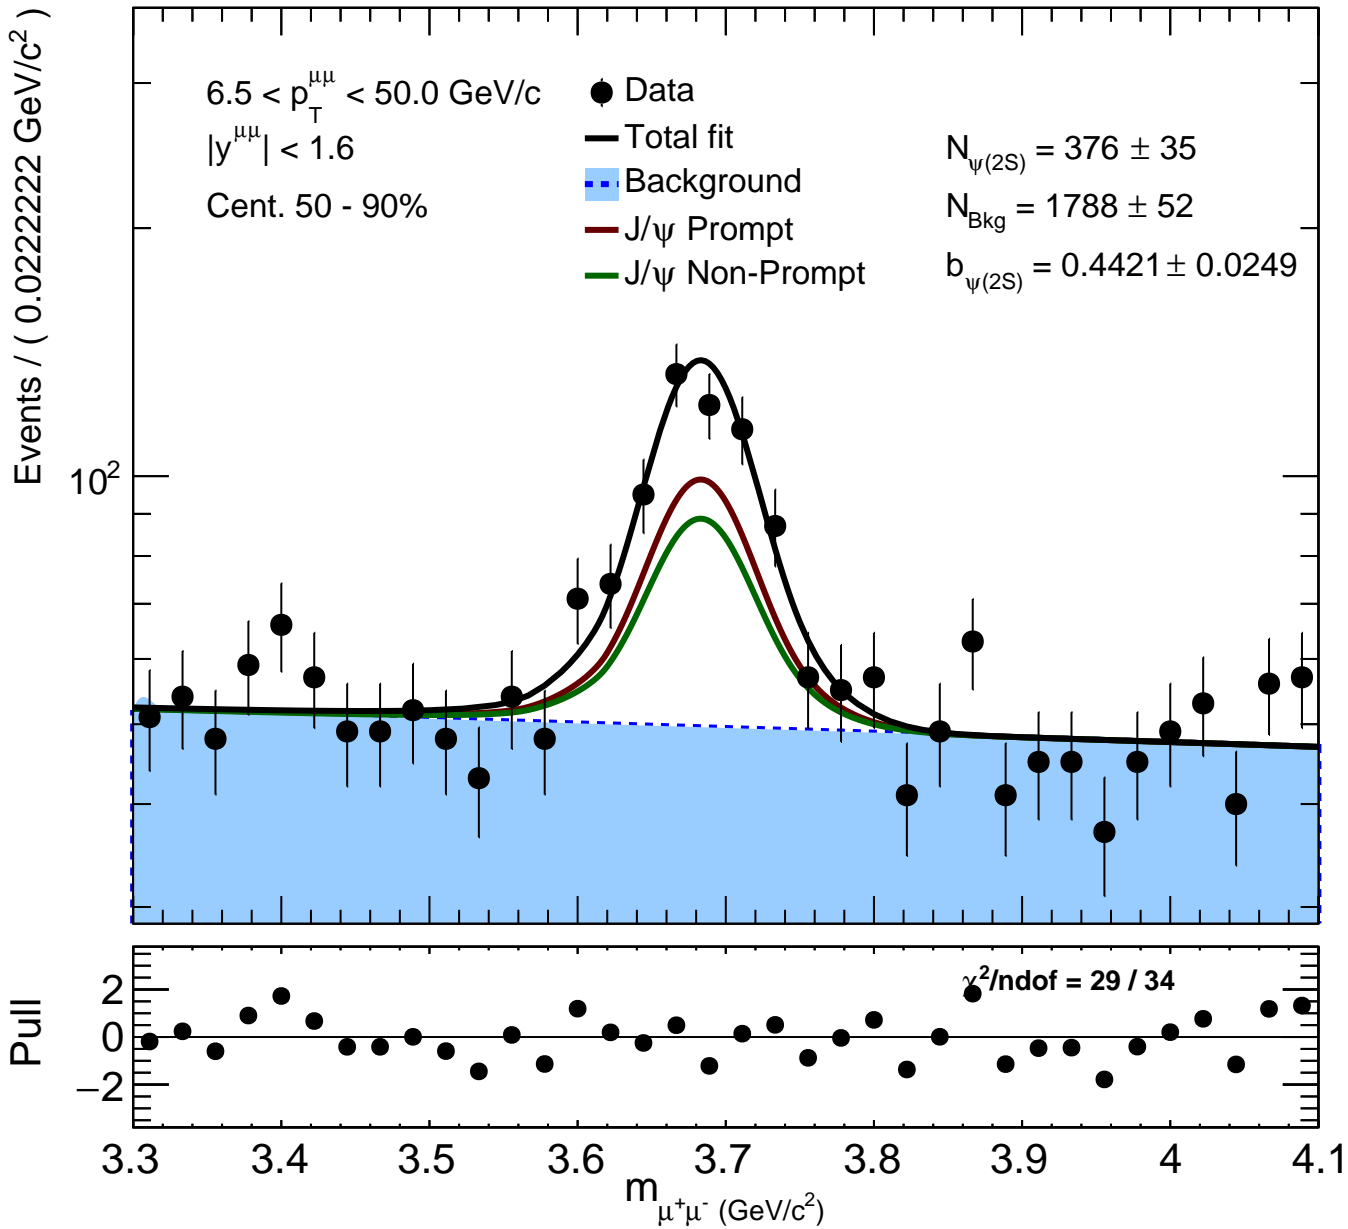 Events / ( 0.0222222 GeV/c²)
6.5 < p_T^μμ < 50.0 GeV/c
|y^μμ| < 1.6
Cent. 50 - 90%
Data
Total fit
Background
J/ψ Prompt
J/ψ Non-Prompt
N_ψ(2S) = 376 ± 35
N_Bkg = 1788 ± 52
b_ψ(2S) = 0.4421 ± 0.0249
10²
Pull
2
0
−2
χ²/ndof = 29 / 34
3.3 3.4 3.5 3.6 3.7 3.8 3.9 4 4.1
m_μ⁺μ⁻ (GeV/c²)